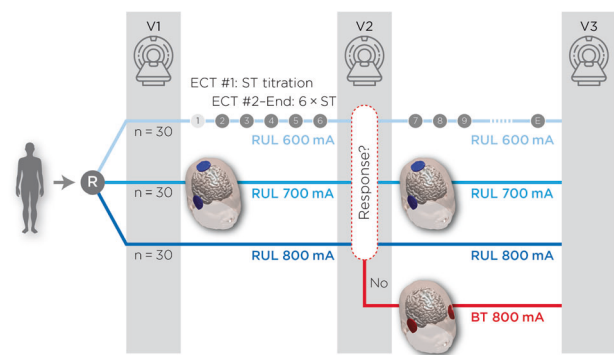 V1
V2
V3
ECT #1: ST titration
ECT #2–End: 6 × ST
1 2 3 4 5 6
7 8 9 E
n = 30
RUL 600 mA
RUL 600 mA
R
Response?
n = 30
RUL 700 mA
RUL 700 mA
n = 30
RUL 800 mA
RUL 800 mA
No
BT 800 mA